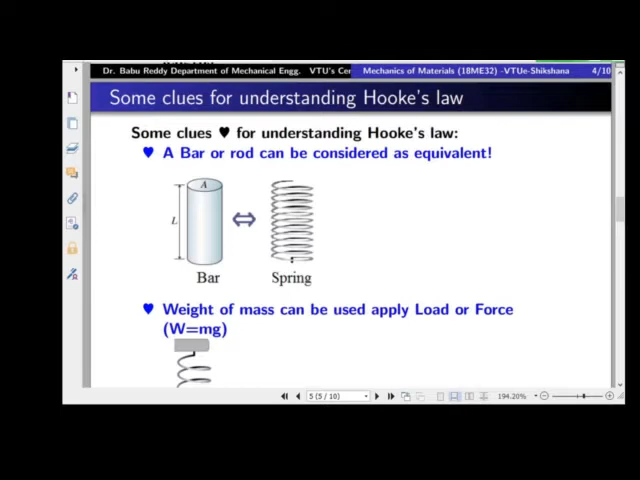 Dr. Babu Reddy Department of Mechanical Engg. VTU's Cer Mechanics of Materials (18ME32) -VTUe-Shikshana 4/10
Some clues for understanding Hooke's law
Some clues ♥ for understanding Hooke's law:
♥ A Bar or rod can be considered as equivalent!
A
L
Bar Spring
♥ Weight of mass can be used apply Load or Force
(W=mg)
5 (5 / 10) 194.20%